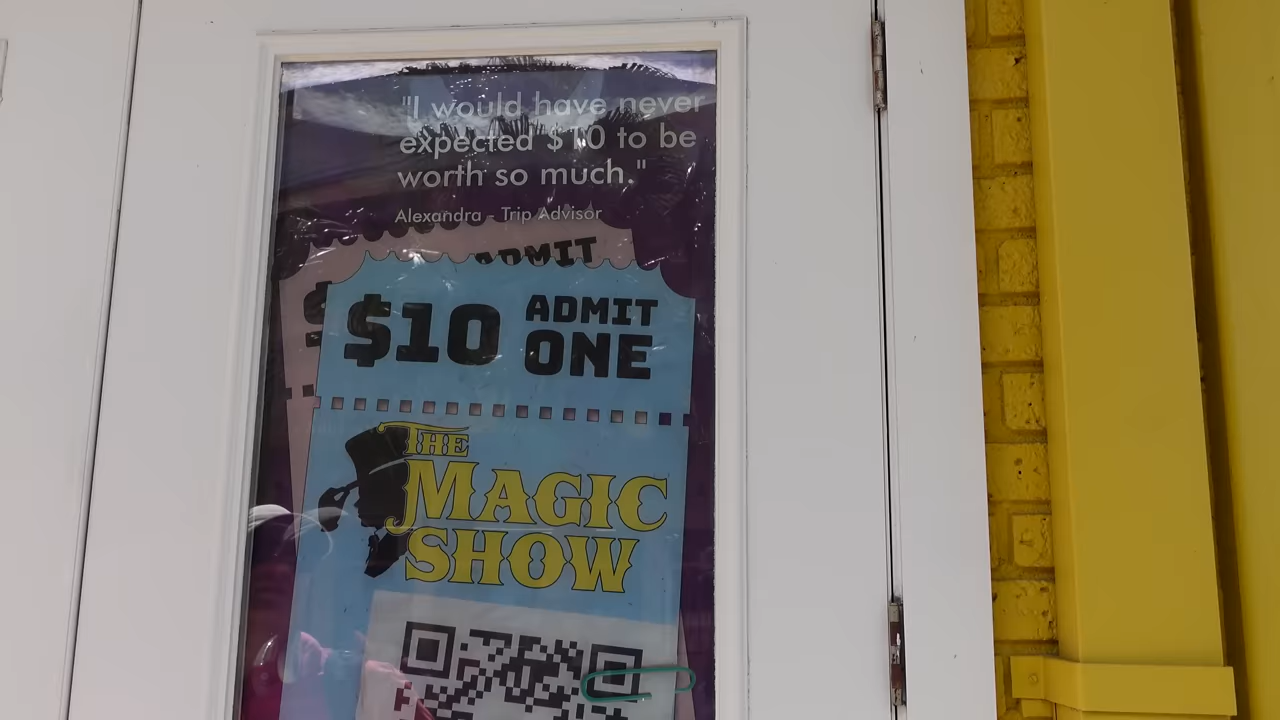 "I would have never
expected $10 to be
worth so much."
Alexandra - Trip Advisor
ADMIT
$10 ADMIT
ONE
THE
MAGIC
SHOW